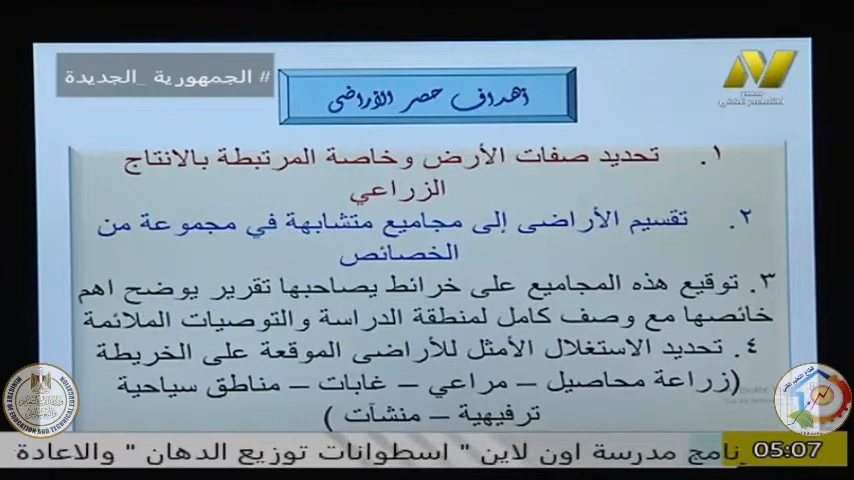 # الجمهورية _الجديدة
أهداف حصر الأراضى
١. تحديد صفات الأرض وخاصة المرتبطة بالانتاج
الزراعي
٢. تقسيم الأراضى إلى مجاميع متشابهة في مجموعة من
الخصائص
٣. توقيع هذه المجاميع على خرائط يصاحبها تقرير يوضح اهم
خائصها مع وصف كامل لمنطقة الدراسة والتوصيات الملائمة
٤. تحديد الاستغلال الأمثل للأراضى الموقعة على الخريطة
(زراعة محاصيل – مراعي – غابات – مناطق سياحية
ترفيهية – منشآت )
نامج مدرسة اون لاين " اسطوانات توزيع الدهان " والاعادة
05:07